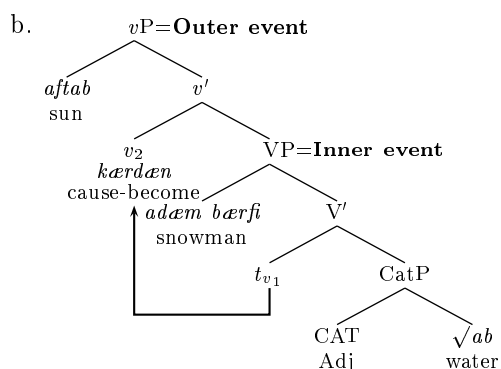 b. vP=Outer event
aftab v′
sun
v₂ VP=Inner event
kærdæn
cause-become adæm bærfi V′
snowman
t_v₁ CatP
CAT √ab
Adj water